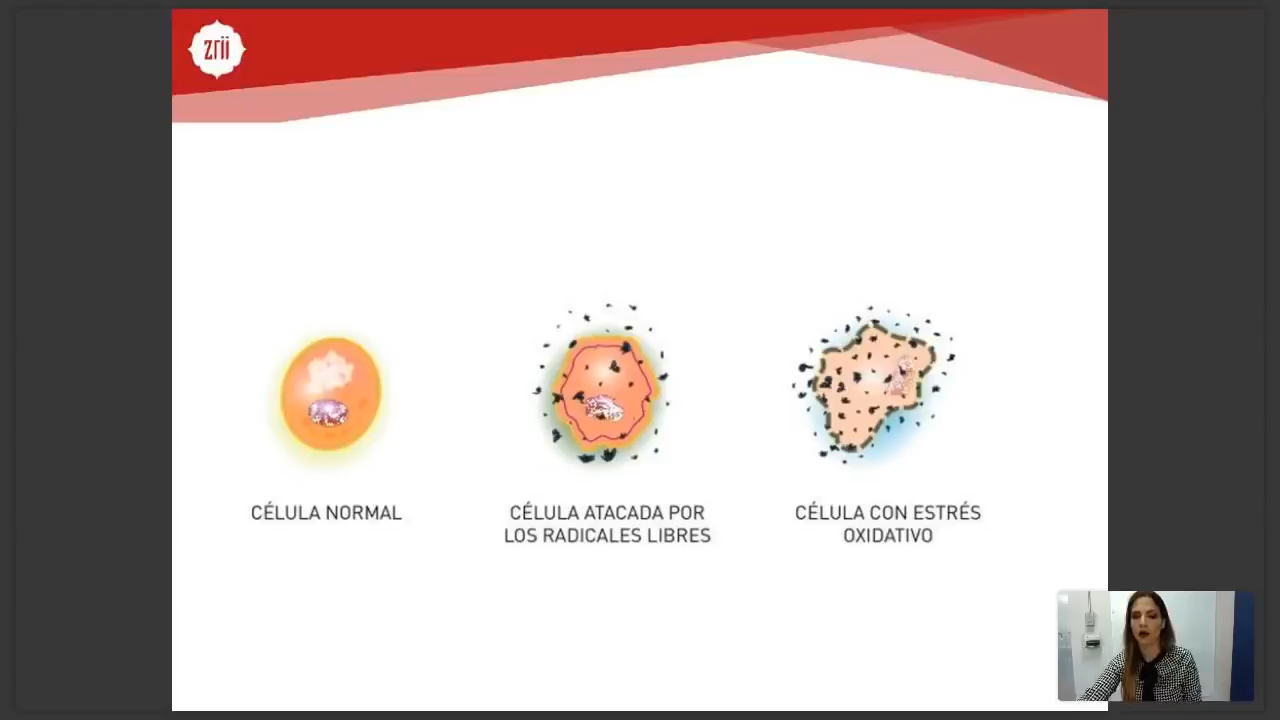 zrii
CÉLULA NORMAL
CÉLULA ATACADA POR
LOS RADICALES LIBRES
CÉLULA CON ESTRÉS
OXIDATIVO